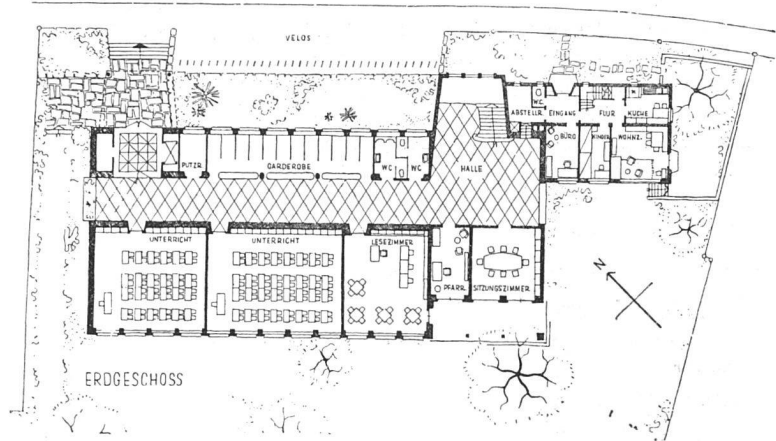 VELOS
ABSTELLR.
WC
EINGANG
FLUR
KÜCHE
PUTZR.
GARDEROBE
WC
WC
HALLE
BÜRO
KINDER
WOHNZ.
UNTERRICHT
UNTERRICHT
LESEZIMMER
PFARR.
SITZUNGSZIMMER
N
ERDGESCHOSS